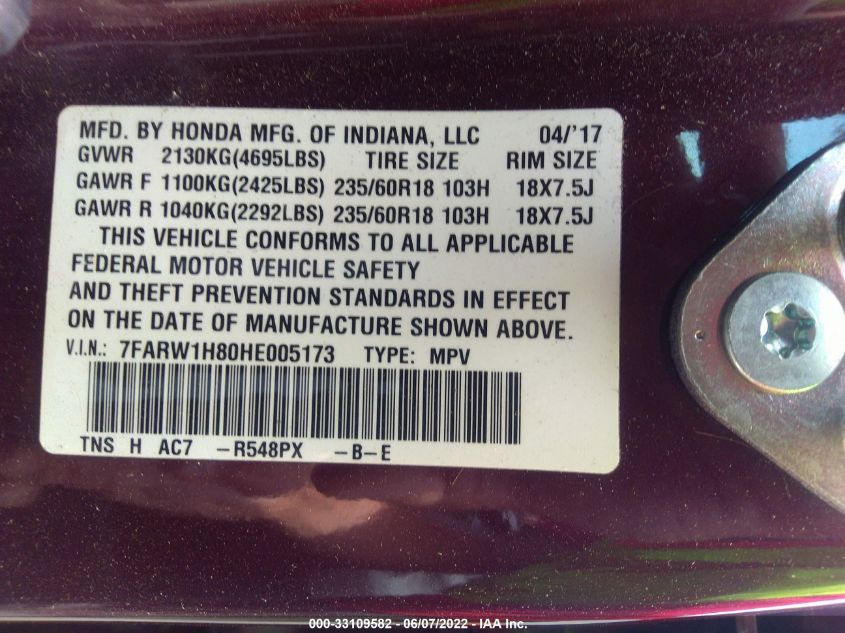 MFD. BY HONDA MFG. OF INDIANA, LLC 04/'17
GVWR 2130KG(4695LBS) TIRE SIZE RIM SIZE
GAWR F 1100KG(2425LBS) 235/60R18 103H 18X7.5J
GAWR R 1040KG(2292LBS) 235/60R18 103H 18X7.5J
THIS VEHICLE CONFORMS TO ALL APPLICABLE
FEDERAL MOTOR VEHICLE SAFETY
AND THEFT PREVENTION STANDARDS IN EFFECT
ON THE DATE OF MANUFACTURE SHOWN ABOVE.
V.I.N.: 7FARW1H80HE005173 TYPE: MPV
TNS H AC7 -R548PX -B-E
000-33109582 - 06/07/2022 - IAA Inc.